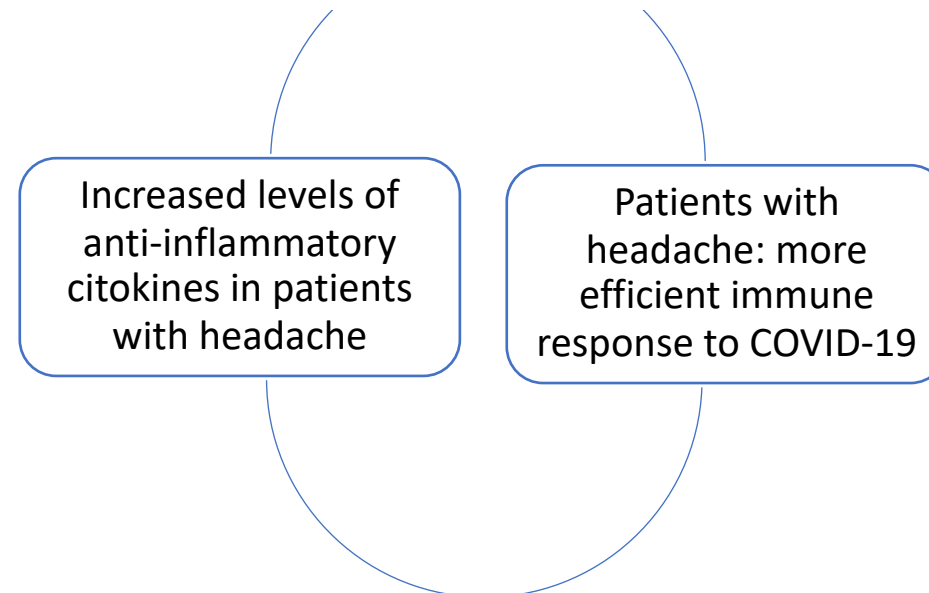 Increased levels of
anti-inflammatory
citokines in patients
with headache
Patients with
headache: more
efficient immune
response to COVID-19